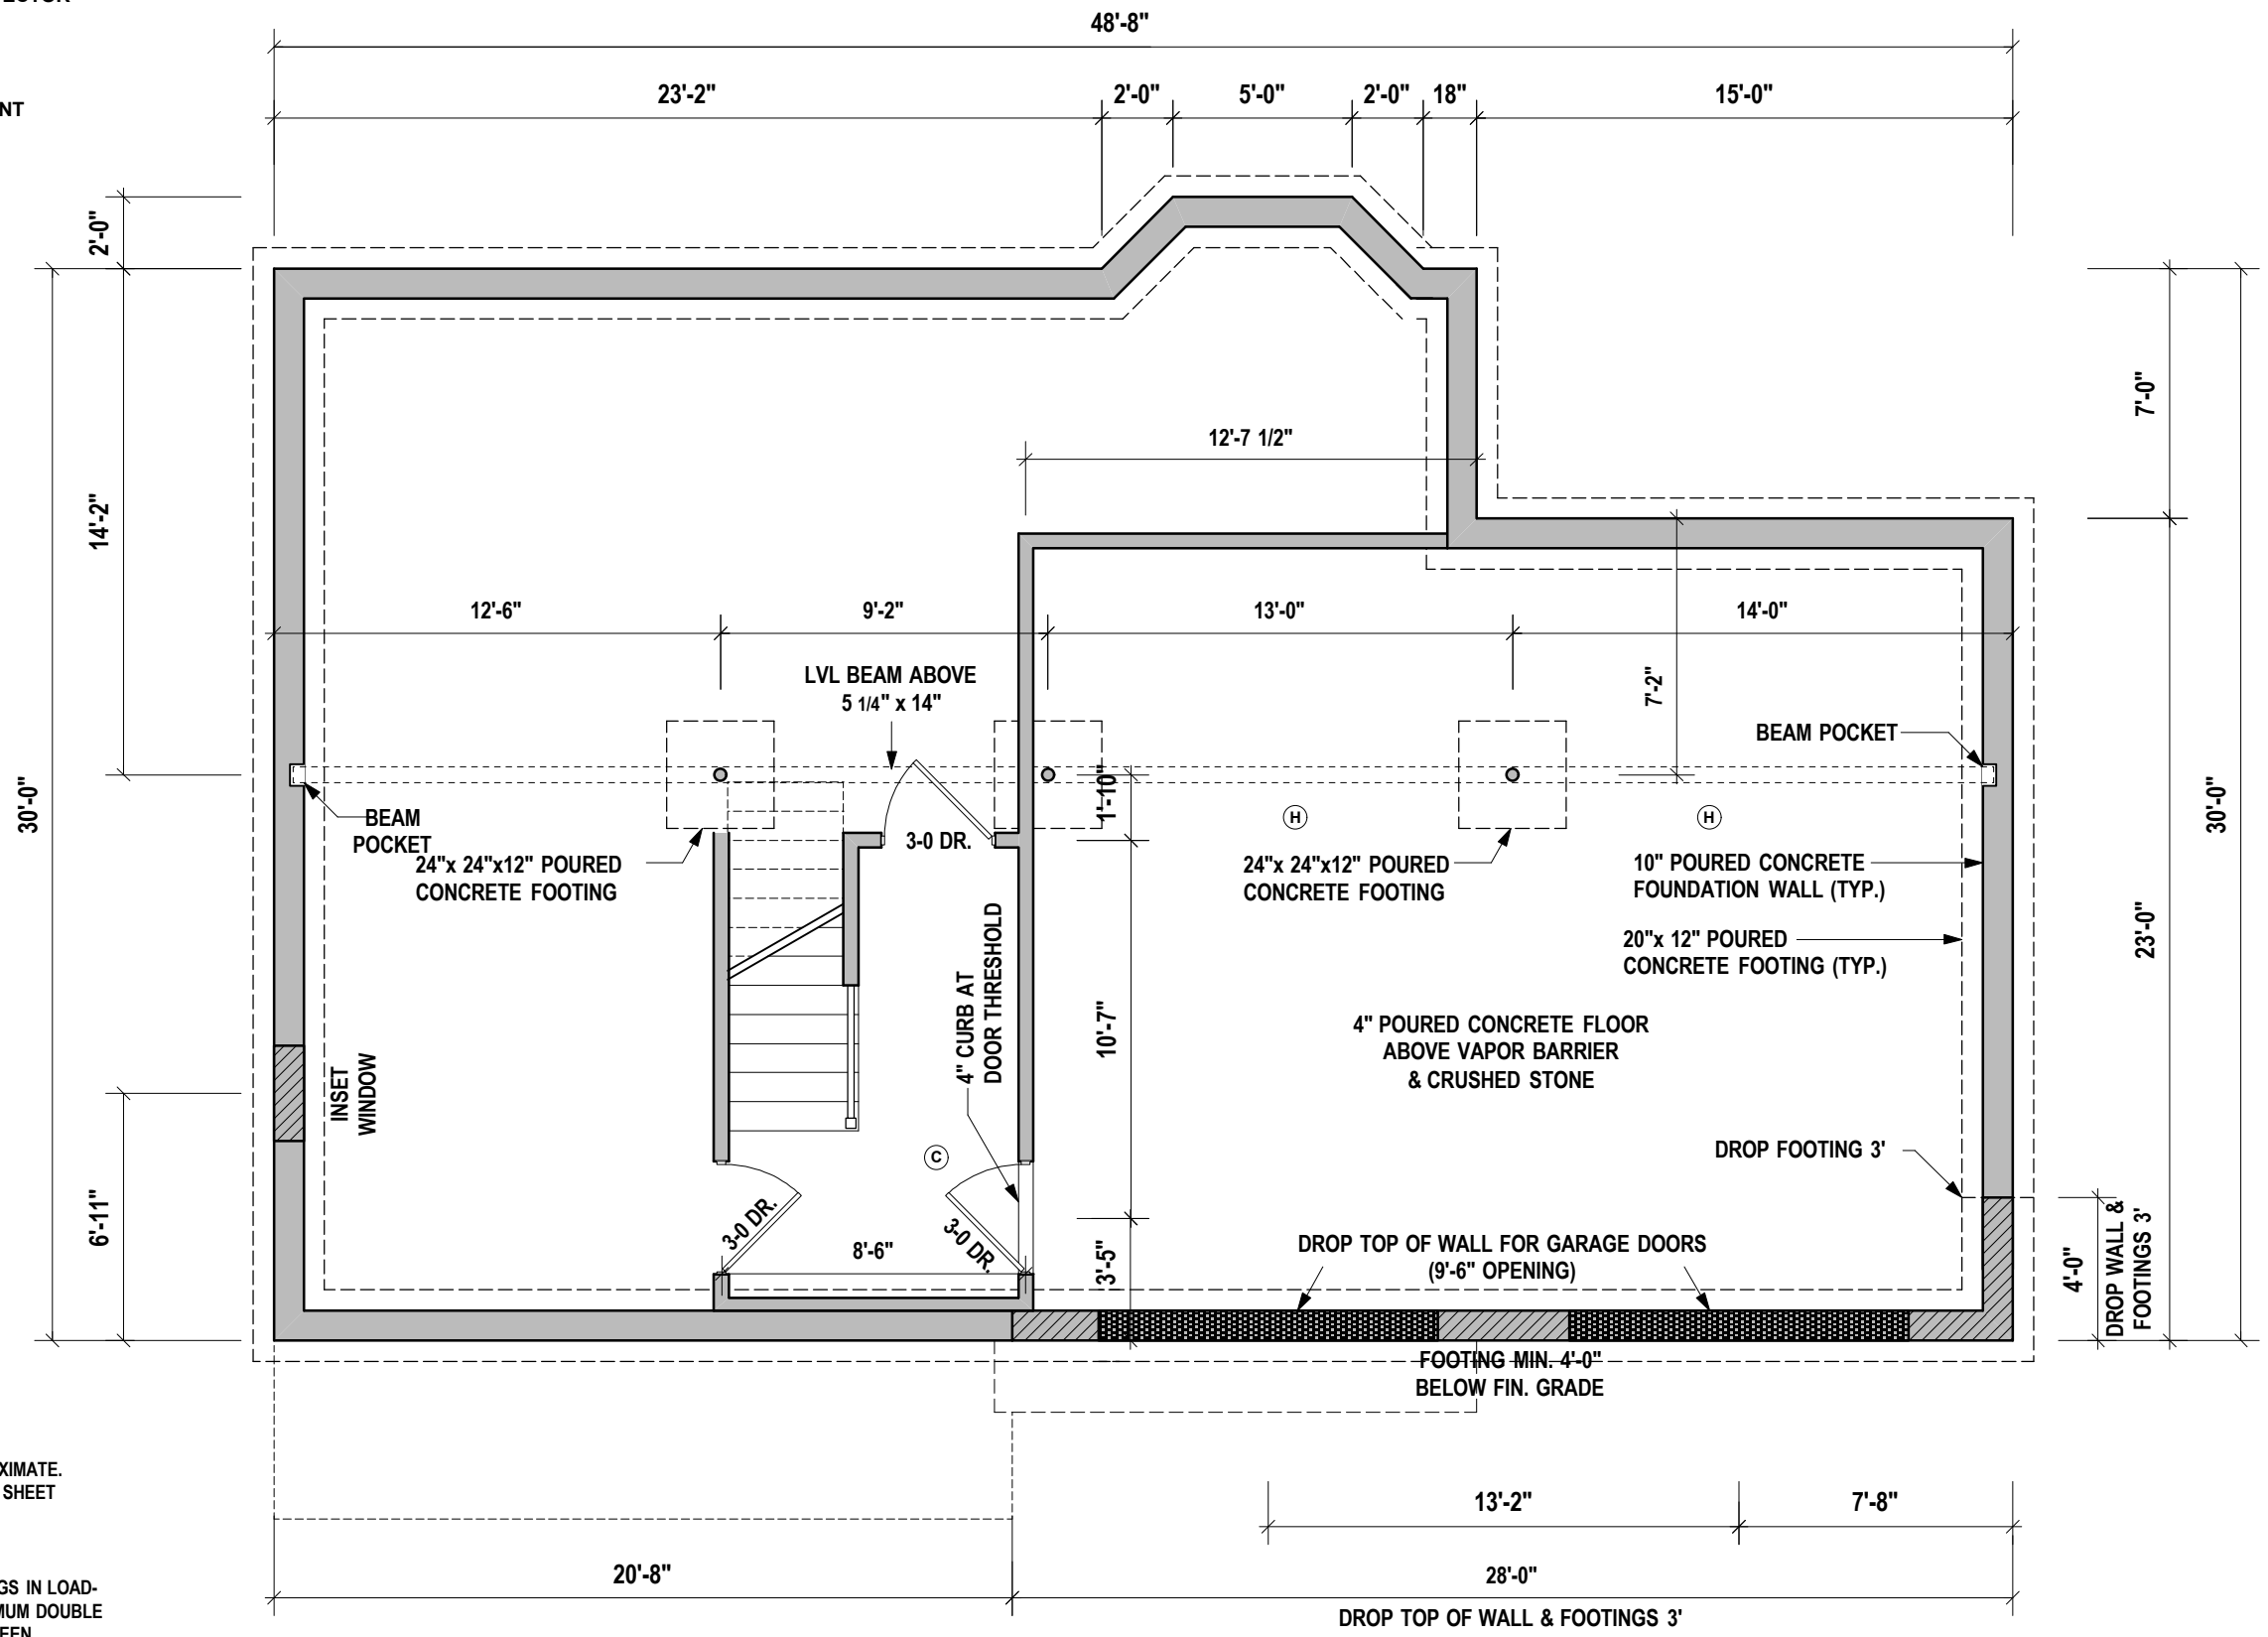 48'-8"
23'-2"
2'-0"
5'-0"
2'-0"
18"
15'-0"
NT
2'-0"
14'-2"
30'-0"
6'-11"
7'-0"
23'-0"
30'-0"
12'-7 1/2"
12'-6"
9'-2"
13'-0"
14'-0"
7'-2"
LVL BEAM ABOVE
5 1/4" x 14"
BEAM POCKET
BEAM
POCKET
24"x 24"x12" POURED
CONCRETE FOOTING
3-0 DR.
1'-10"
H
H
24"x 24"x12" POURED
CONCRETE FOOTING
10" POURED CONCRETE
FOUNDATION WALL (TYP.)
20"x 12" POURED
CONCRETE FOOTING (TYP.)
4" CURB AT
DOOR THRESHOLD
10'-7"
4" POURED CONCRETE FLOOR
ABOVE VAPOR BARRIER
& CRUSHED STONE
INSET
WINDOW
C
DROP FOOTING 3'
3-0 DR.
8'-6"
3-0 DR.
3'-5"
DROP TOP OF WALL FOR GARAGE DOORS
(9'-6" OPENING)
4'-0"
DROP WALL &
FOOTINGS 3'
FOOTING MIN. 4'-0"
BELOW FIN. GRADE
XIMATE.
SHEET
13'-2"
7'-8"
20'-8"
28'-0"
DROP TOP OF WALL & FOOTINGS 3'
GS IN LOAD-
MUM DOUBLE